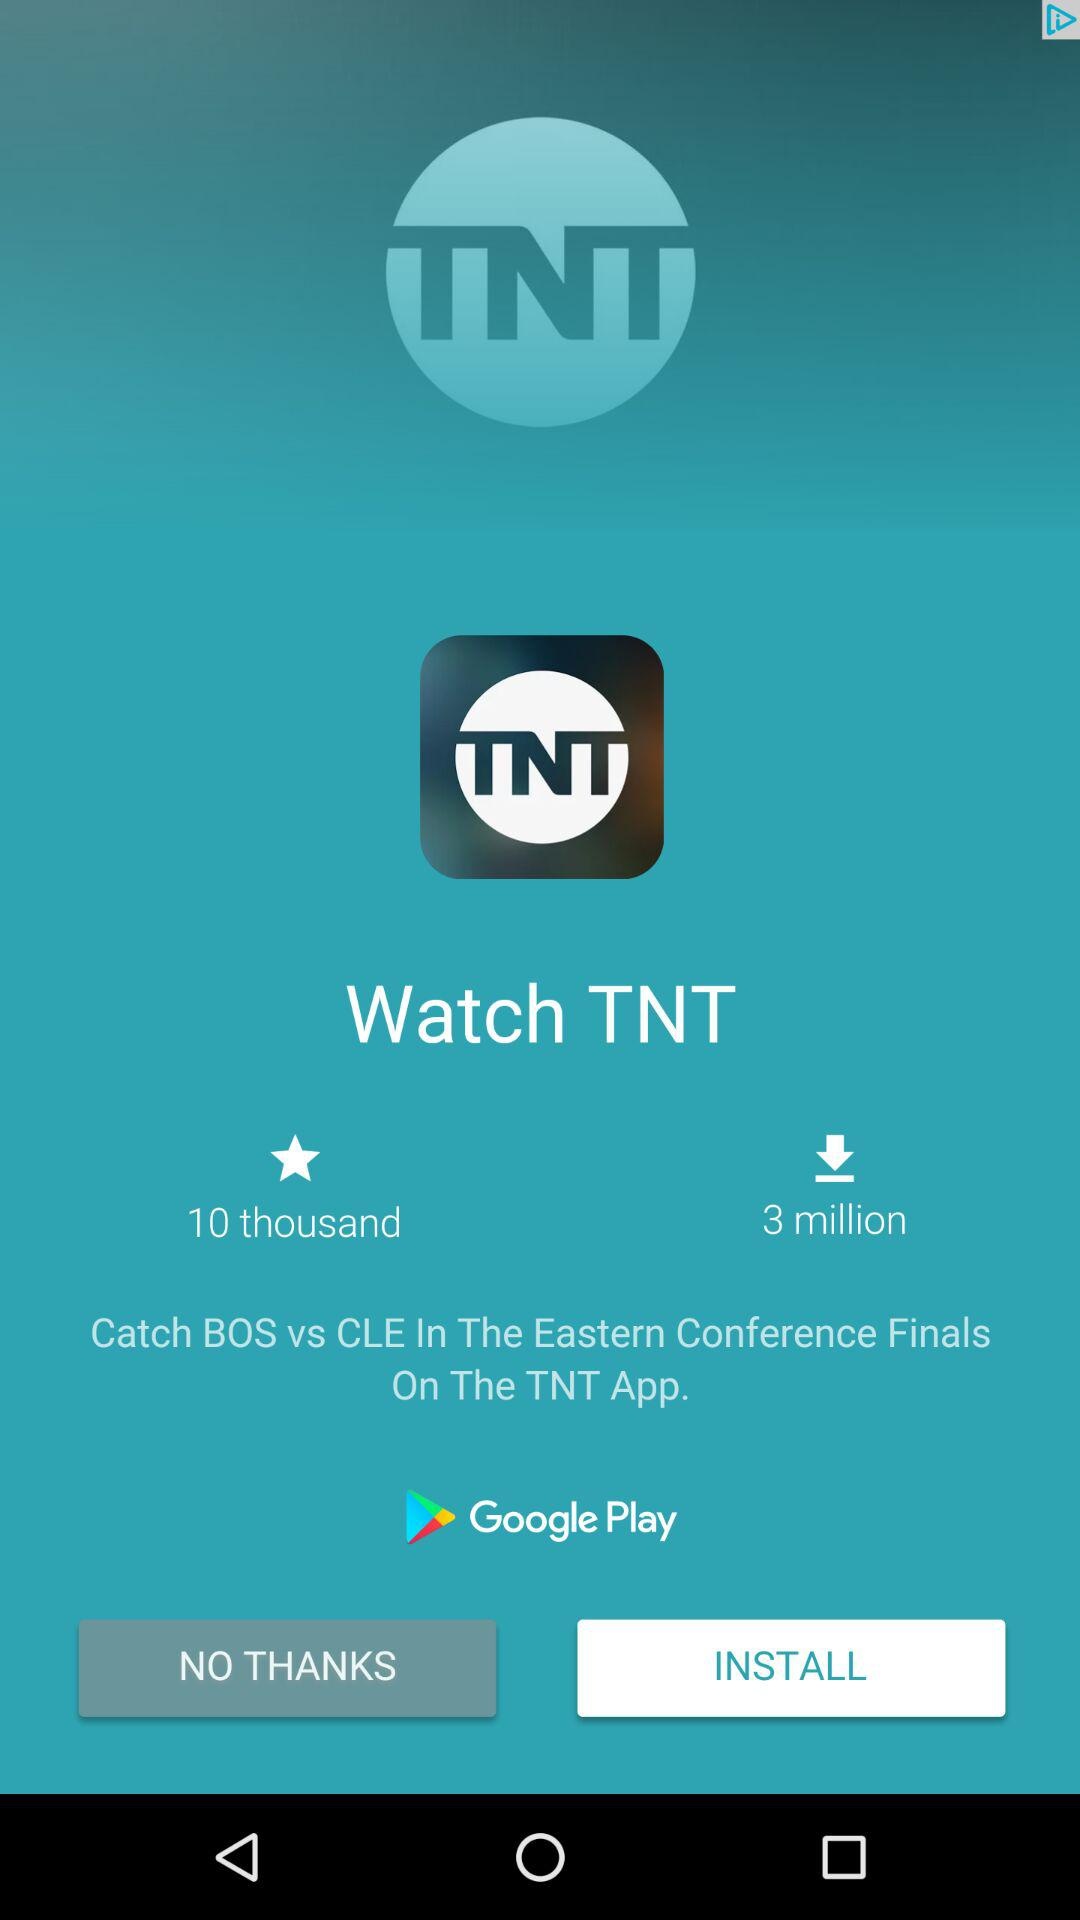 TNT
TNT
Watch TNT
10 thousand
3 million
Catch BOS vs CLE In The Eastern Conference Finals
On The TNT App.
Google Play
NO THANKS
INSTALL